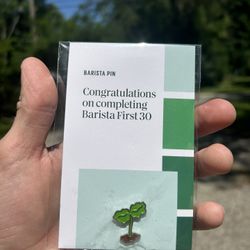 BARISTA PIN
Congratulations
on completing
Barista First 30